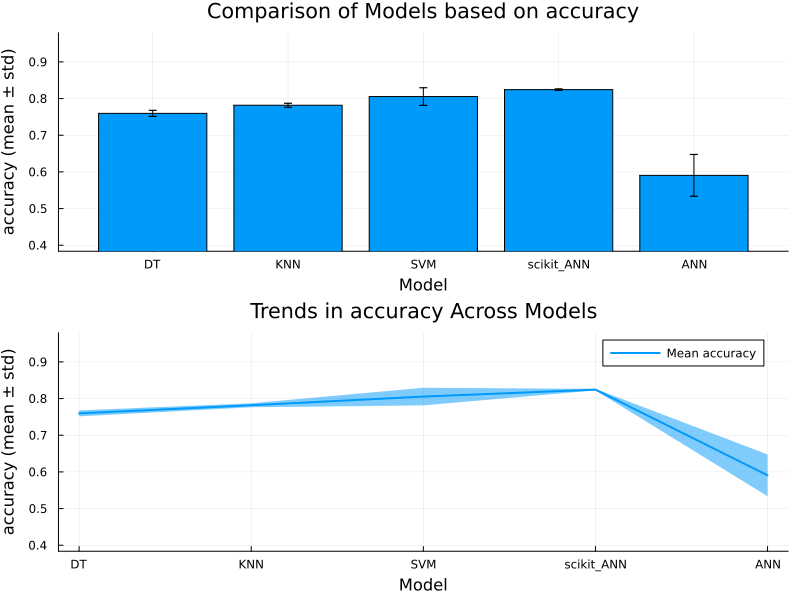 Comparison of Models based on accuracy
accuracy (mean ± std)
0.9
0.8
0.7
0.6
0.5
0.4
DT KNN SVM scikit_ANN ANN
Model
Trends in accuracy Across Models
accuracy (mean ± std)
Mean accuracy
0.9
0.8
0.7
0.6
0.5
0.4
DT KNN SVM scikit_ANN ANN
Model